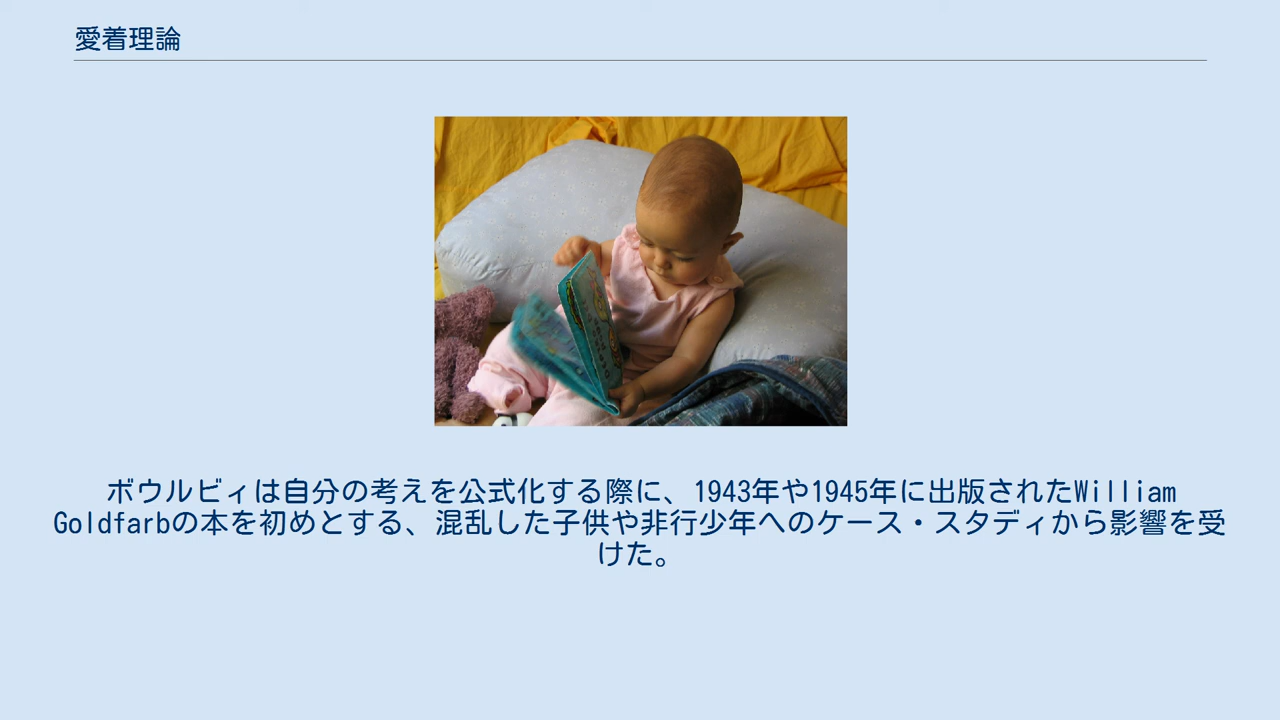 愛着理論
ボウルビィは自分の考えを公式化する際に、1943年や1945年に出版されたWilliam
Goldfarbの本を初めとする、混乱した子供や非行少年へのケース・スタディから影響を受
けた。